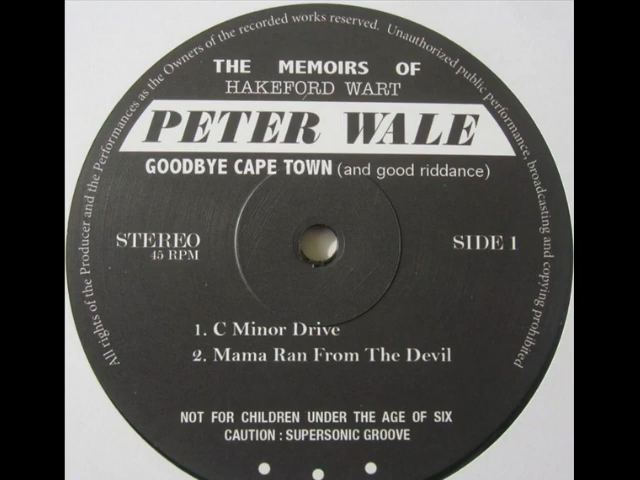 All rights of the Producer and the Performances as the Owners of the recorded works reserved. Unauthorized public performance, broadcasting and copying prohibited
THE MEMOIRS OF
HAKEFORD WART
PETER WALE
GOODBYE CAPE TOWN (and good riddance)
STEREO
45 RPM
SIDE 1
1. C Minor Drive
2. Mama Ran From The Devil
NOT FOR CHILDREN UNDER THE AGE OF SIX
CAUTION : SUPERSONIC GROOVE